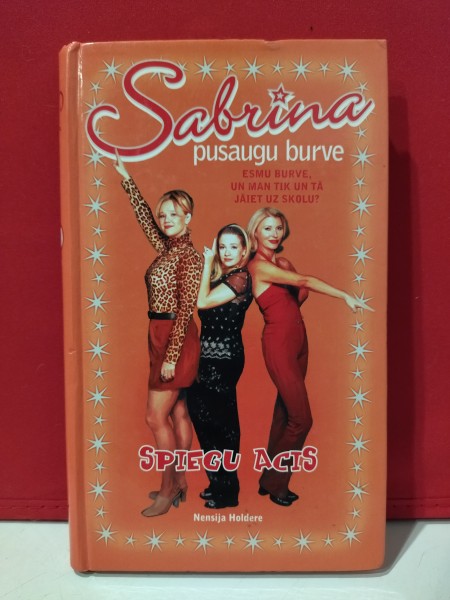 Sabrina
pusaugu burve
ESMU BURVE,
UN MAN TIK UN TĀ
JĀIET UZ SKOLU?
SPIEGU ACIS
Nensija Holdere